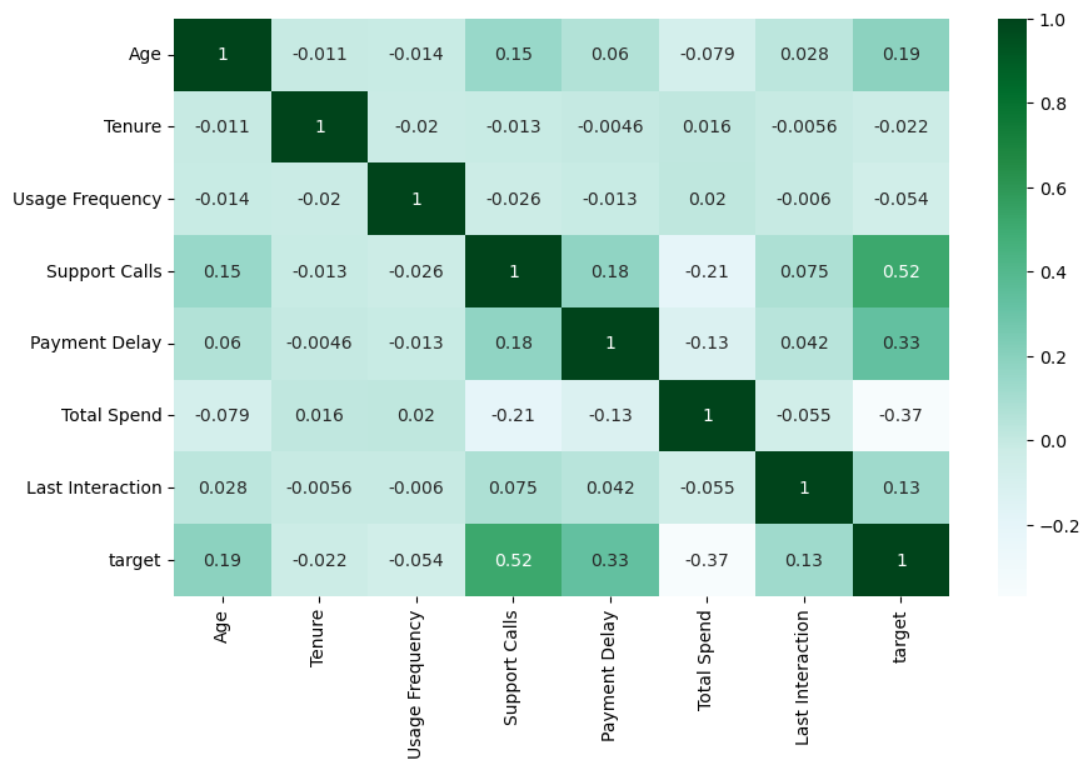 Age 1 -0.011 -0.014 0.15 0.06 -0.079 0.028 0.19
Tenure -0.011 1 -0.02 -0.013 -0.0046 0.016 -0.0056 -0.022
Usage Frequency -0.014 -0.02 1 -0.026 -0.013 0.02 -0.006 -0.054
Support Calls 0.15 -0.013 -0.026 1 0.18 -0.21 0.075 0.52
Payment Delay 0.06 -0.0046 -0.013 0.18 1 -0.13 0.042 0.33
Total Spend -0.079 0.016 0.02 -0.21 -0.13 1 -0.055 -0.37
Last Interaction 0.028 -0.0056 -0.006 0.075 0.042 -0.055 1 0.13
target 0.19 -0.022 -0.054 0.52 0.33 -0.37 0.13 1
Age
Tenure
Usage Frequency
Support Calls
Payment Delay
Total Spend
Last Interaction
target
1.0
0.8
0.6
0.4
0.2
0.0
−0.2